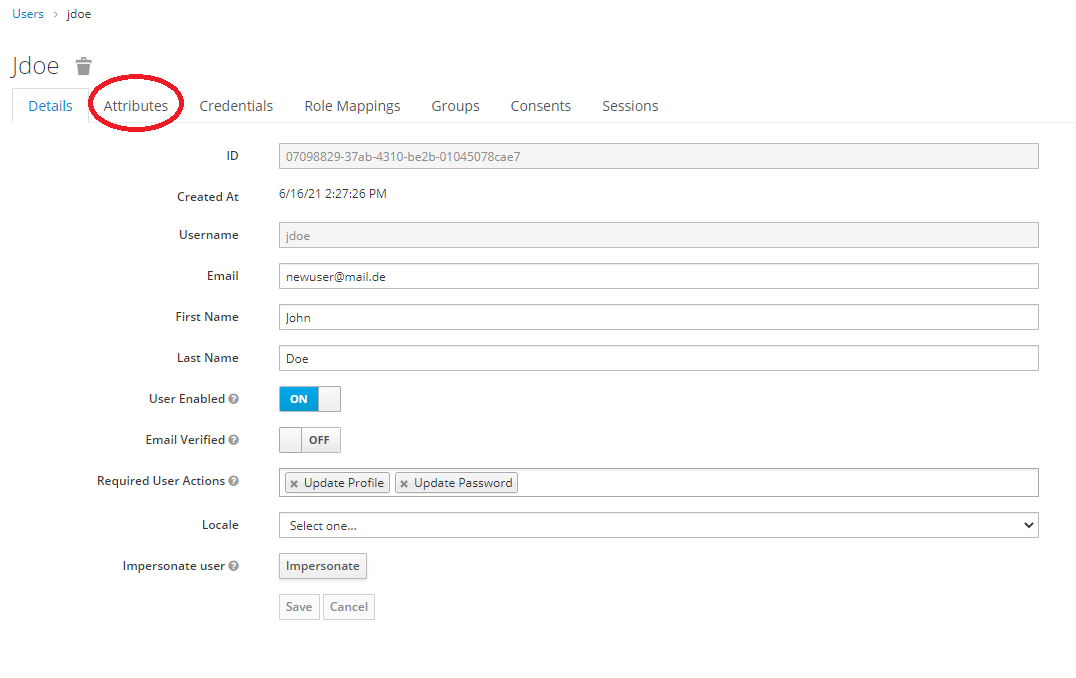 Users › jdoe
Jdoe
Details Attributes Credentials Role Mappings Groups Consents Sessions
ID 07098829-37ab-4310-be2b-01045078cae7
Created At 6/16/21 2:27:26 PM
Username jdoe
Email newuser@mail.de
First Name John
Last Name Doe
User Enabled ? ON
Email Verified ? OFF
Required User Actions ? × Update Profile × Update Password
Locale Select one...
Impersonate user ? Impersonate
Save Cancel